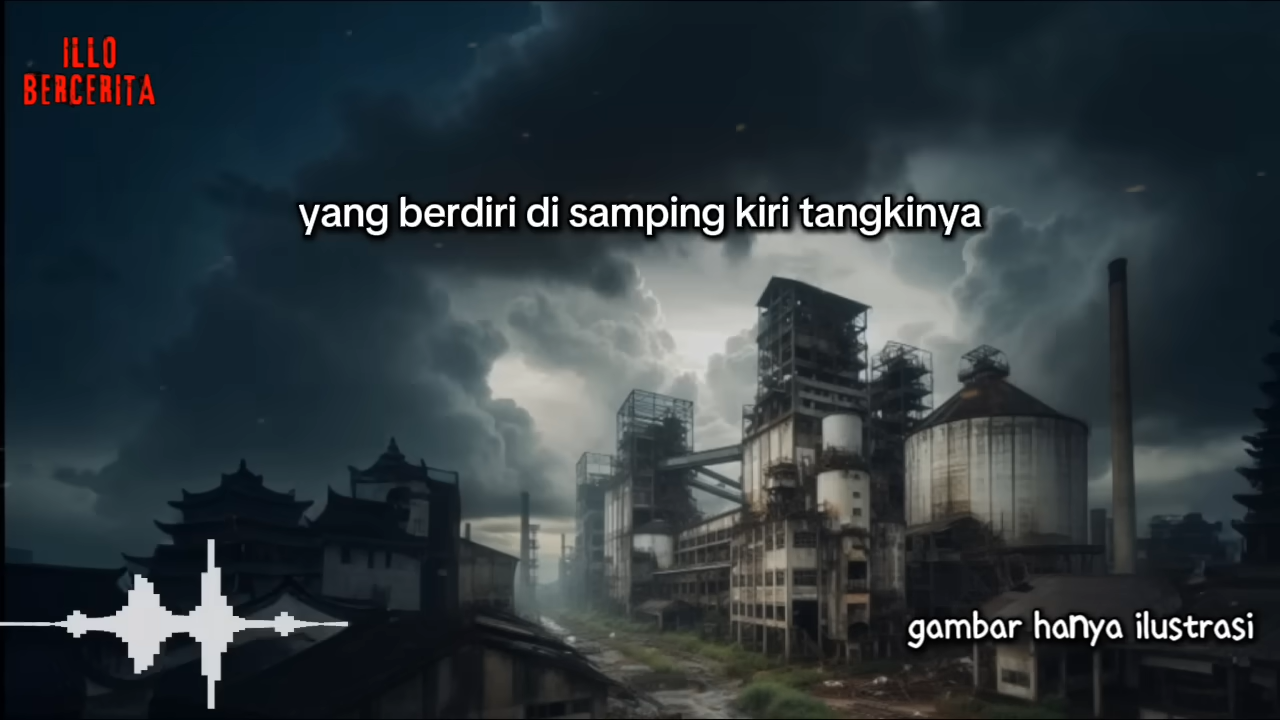 ILLO
BERCERITA
yang berdiri di samping kiri tangkinya
gambar hanya ilustrasi